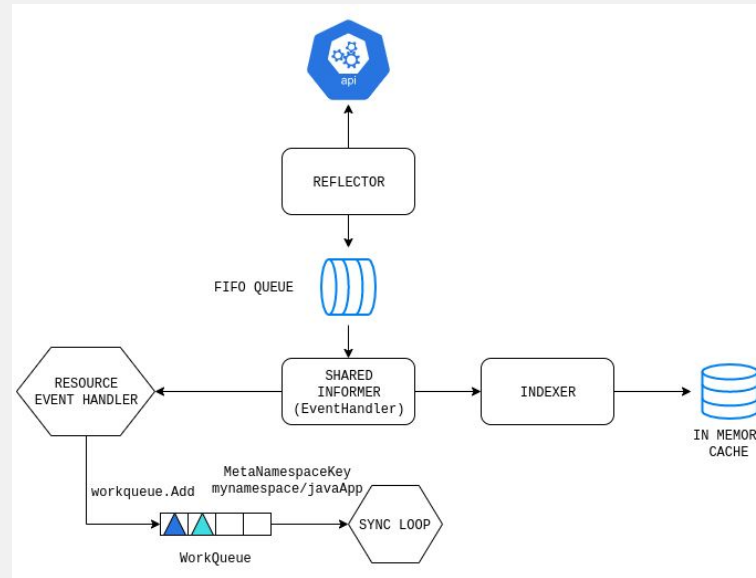 api
REFLECTOR
FIFO QUEUE
SHARED
INFORMER
(EventHandler)
RESOURCE
EVENT HANDLER
INDEXER
IN MEMOR
CACHE
MetaNamespaceKey
workqueue.Add
mynamespace/javaApp
SYNC LOOP
WorkQueue